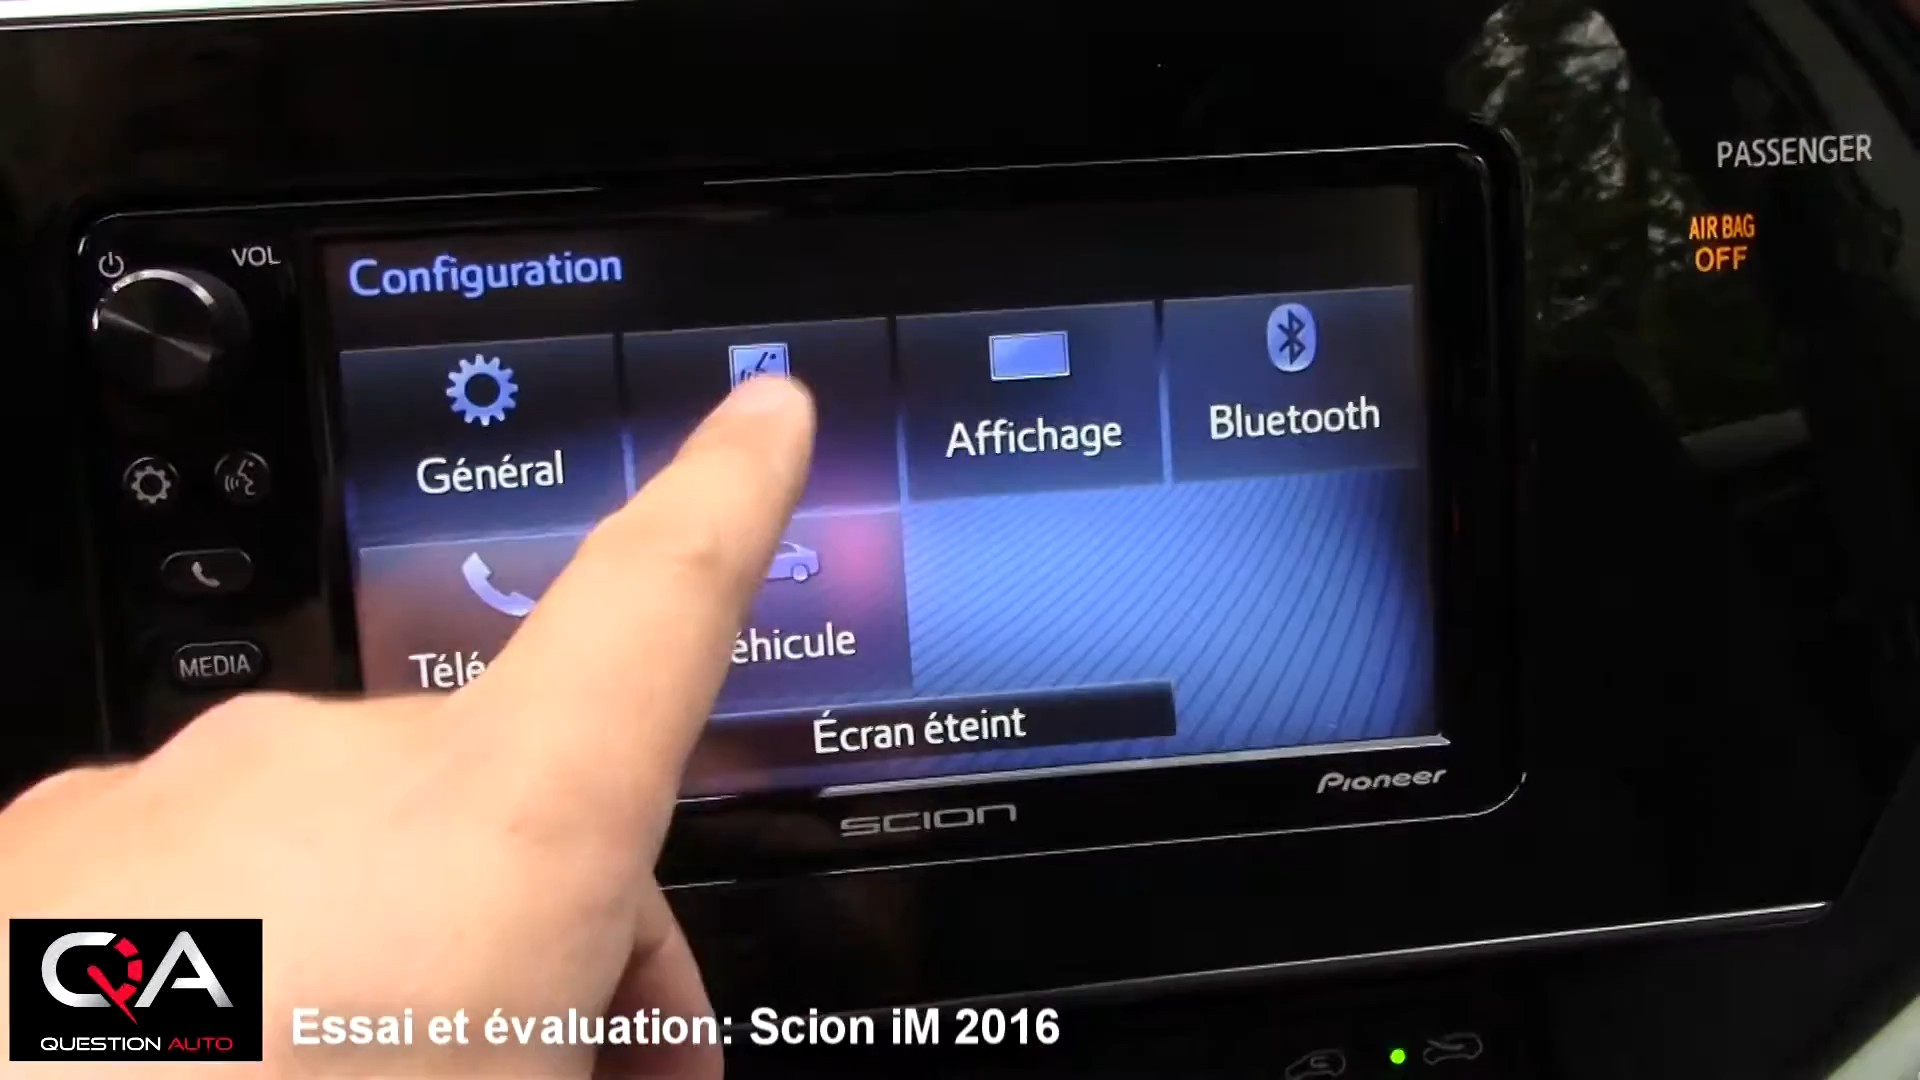 PASSENGER
AIR BAG
OFF
VOL
Configuration
Général
Affichage
Bluetooth
MEDIA
Écran éteint
SCION
Pioneer
QA
QUESTION AUTO
Essai et évaluation: Scion iM 2016